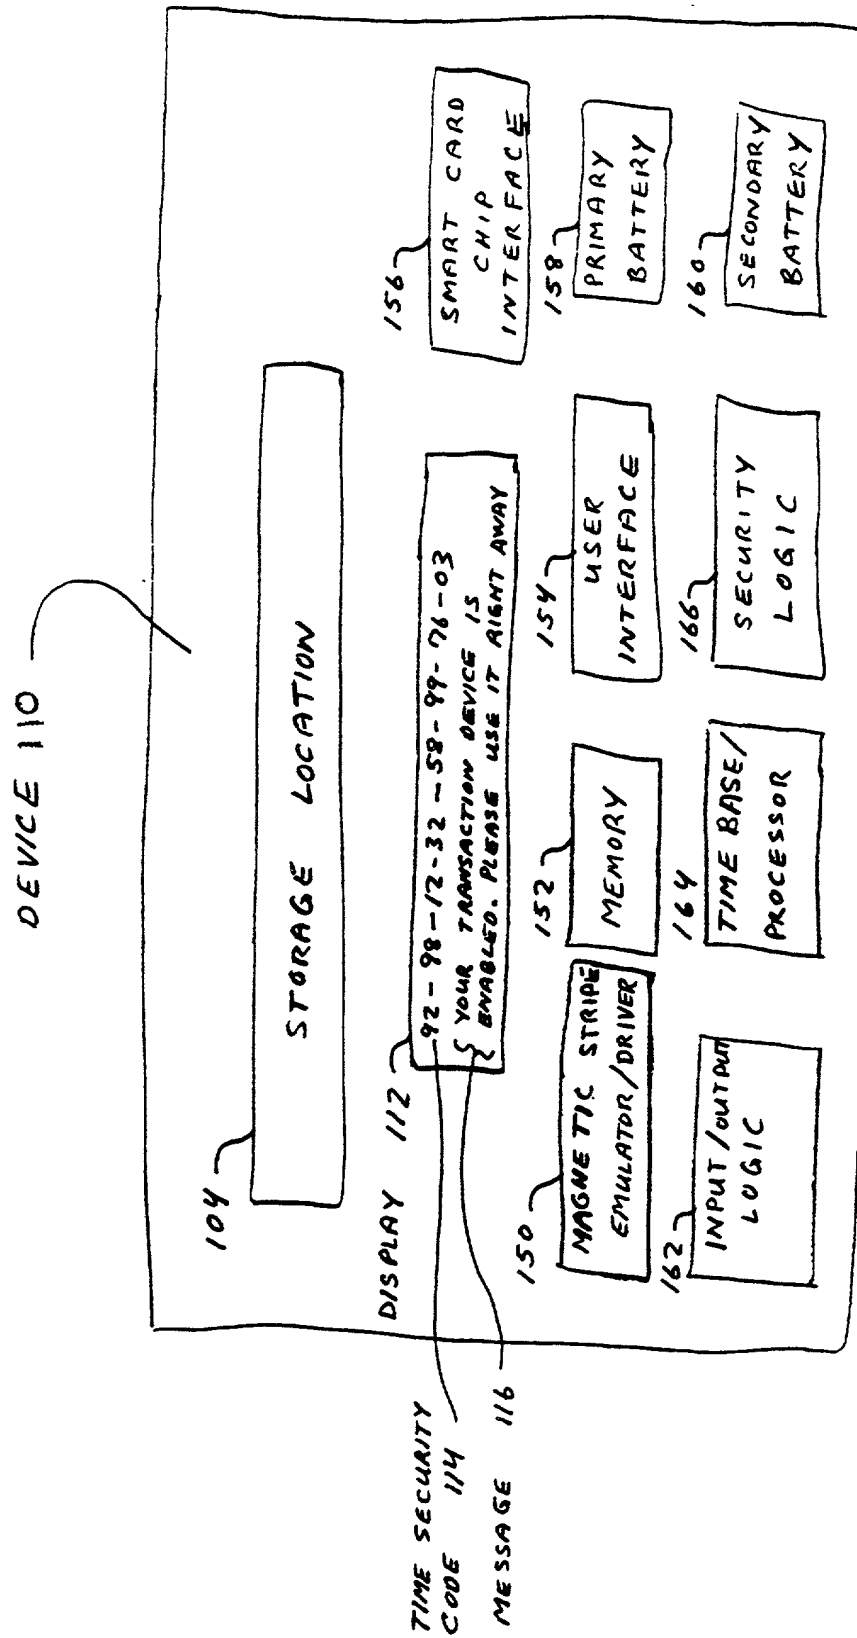 DEVICE 110
104
STORAGE LOCATION
DISPLAY 112
92-98-12-32-58-99-76-03
YOUR TRANSACTION DEVICE IS
ENABLED. PLEASE USE IT RIGHT AWAY
TIME SECURITY
CODE 114
MESSAGE 116
156
SMART CARD
CHIP
INTERFACE
150
MAGNETIC STRIPE
EMULATOR/DRIVER
152
MEMORY
154
USER
INTERFACE
158
PRIMARY
BATTERY
162
INPUT/OUTPUT
LOGIC
164
TIME BASE/
PROCESSOR
166
SECURITY
LOGIC
160
SECONDARY
BATTERY